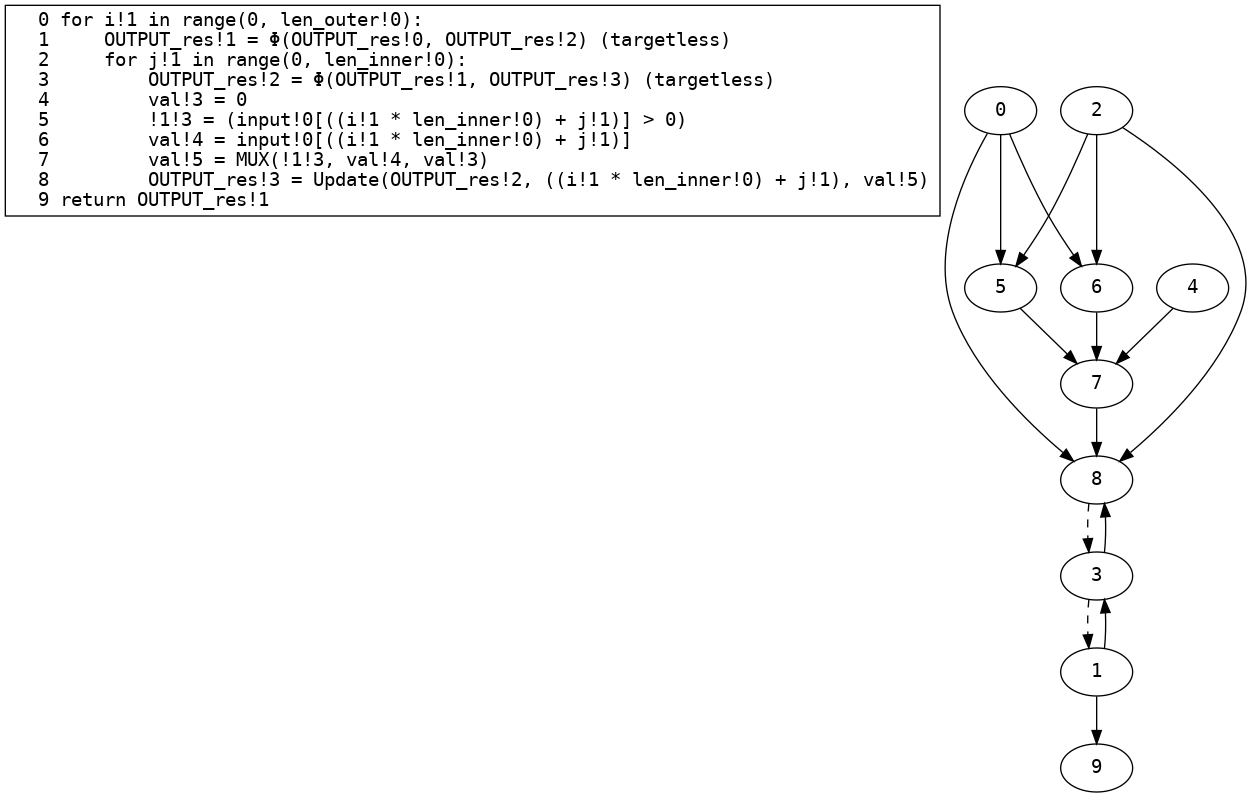 0 for i!1 in range(0, len_outer!0):
1     OUTPUT_res!1 = Φ(OUTPUT_res!0, OUTPUT_res!2) (targetless)
2     for j!1 in range(0, len_inner!0):
3         OUTPUT_res!2 = Φ(OUTPUT_res!1, OUTPUT_res!3) (targetless)
4         val!3 = 0
5         !1!3 = (input!0[((i!1 * len_inner!0) + j!1)] > 0)
6         val!4 = input!0[((i!1 * len_inner!0) + j!1)]
7         val!5 = MUX(!1!3, val!4, val!3)
8         OUTPUT_res!3 = Update(OUTPUT_res!2, ((i!1 * len_inner!0) + j!1), val!5)
9 return OUTPUT_res!1
0 2
5 6 4
7
8
3
1
9